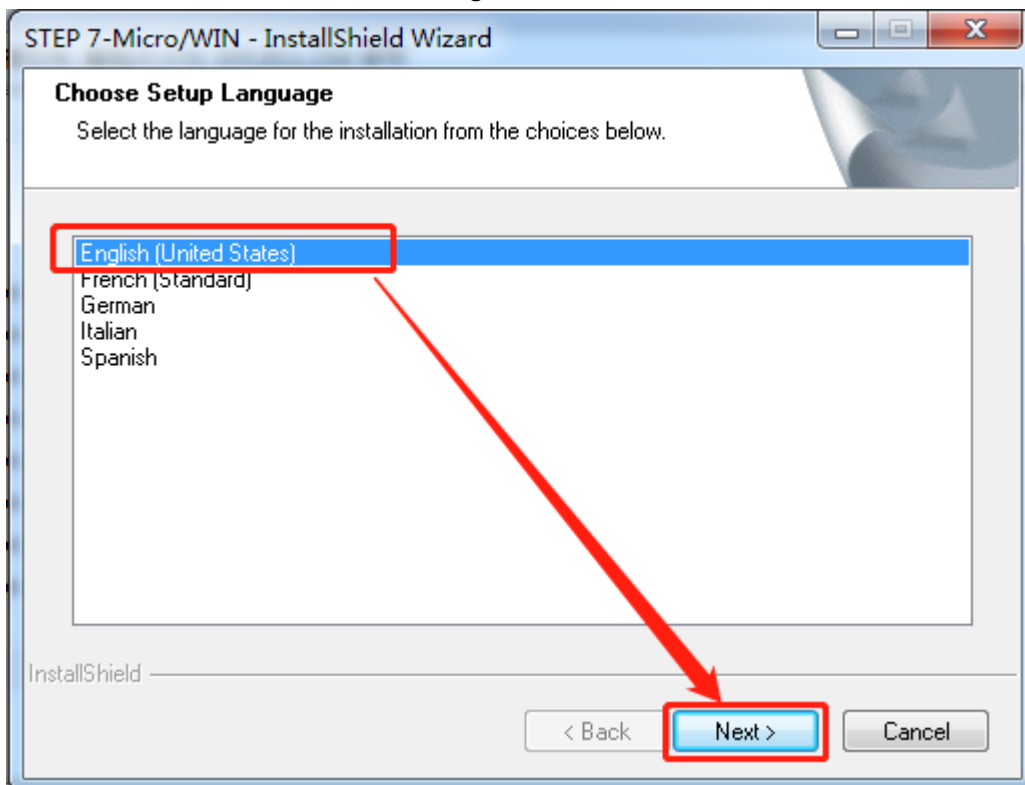 STEP 7-Micro/WIN - InstallShield Wizard
Choose Setup Language
Select the language for the installation from the choices below.
English (United States)
French (Standard)
German
Italian
Spanish
InstallShield
< Back
Next >
Cancel